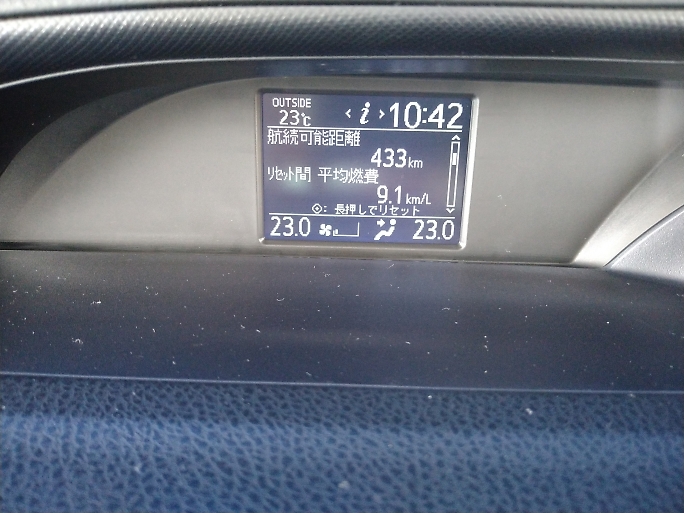 OUTSIDE
23℃ < i > 10:42
航続可能距離
433km
リセット間 平均燃費
9.1km/L
: 長押しでリセット
23.0 23.0